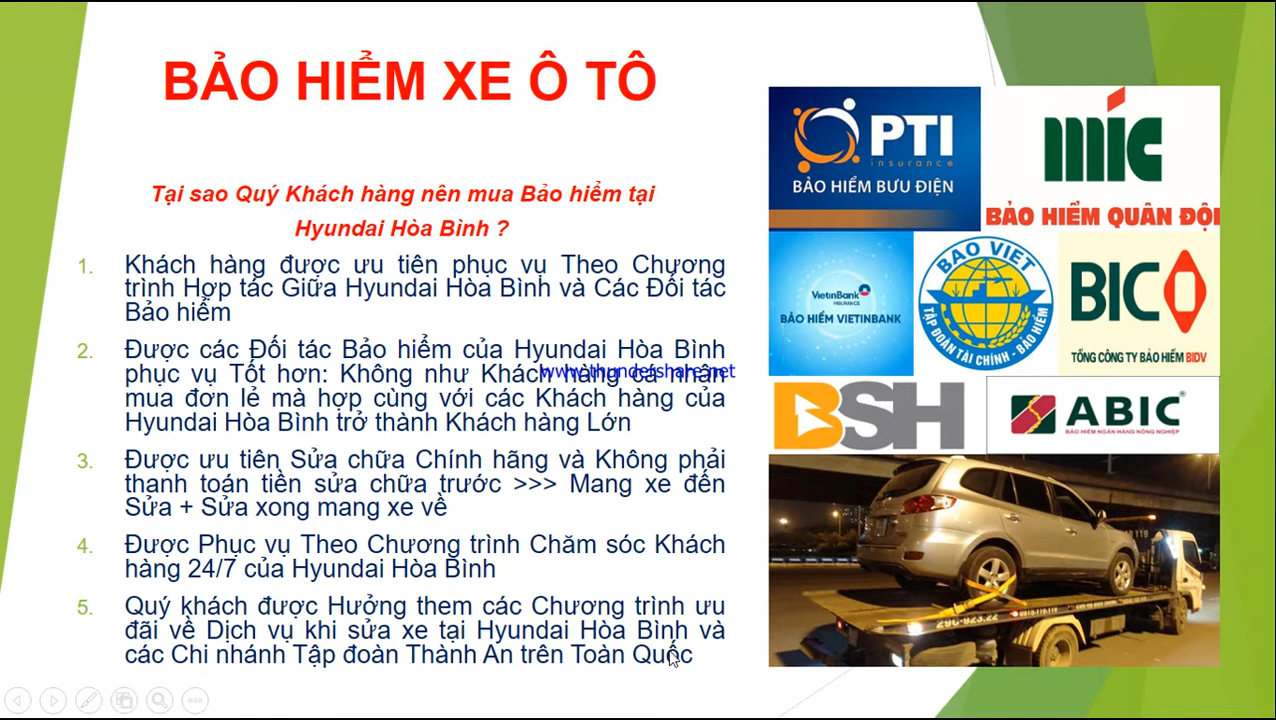 BẢO HIỂM XE Ô TÔ
Tại sao Quý Khách hàng nên mua Bảo hiểm tại
Hyundai Hòa Bình ?
1. Khách hàng được ưu tiên phục vụ Theo Chương
trình Hợp tác Giữa Hyundai Hòa Bình và Các Đối tác
Bảo hiểm
2. Được các Đối tác Bảo hiểm của Hyundai Hòa Bình
phục vụ Tốt hơn: Không như Khách hàng cá nhân
mua đơn lẻ mà hợp cùng với các Khách hàng của
Hyundai Hòa Bình trở thành Khách hàng Lớn
3. Được ưu tiên Sửa chữa Chính hãng và Không phải
thanh toán tiền sửa chữa trước >>> Mang xe đến
Sửa + Sửa xong mang xe về
4. Được Phục vụ Theo Chương trình Chăm sóc Khách
hàng 24/7 của Hyundai Hòa Bình
5. Quý khách được Hưởng them các Chương trình ưu
đãi về Dịch vụ khi sửa xe tại Hyundai Hòa Bình và
các Chi nhánh Tập đoàn Thành An trên Toàn Quốc
www.thundershare.net
PTI
insurance
BẢO HIỂM BƯU ĐIỆN
mic
BẢO HIỂM QUÂN ĐỘI
VietinBank
INSURANCE
BẢO HIỂM VIETINBANK
BAO VIET
TẬP ĐOÀN TÀI CHÍNH - BẢO HIỂM
BIC
TỔNG CÔNG TY BẢO HIỂM BIDV
BSH
ABIC
BẢO HIỂM NGÂN HÀNG NÔNG NGHIỆP
29C-923.22